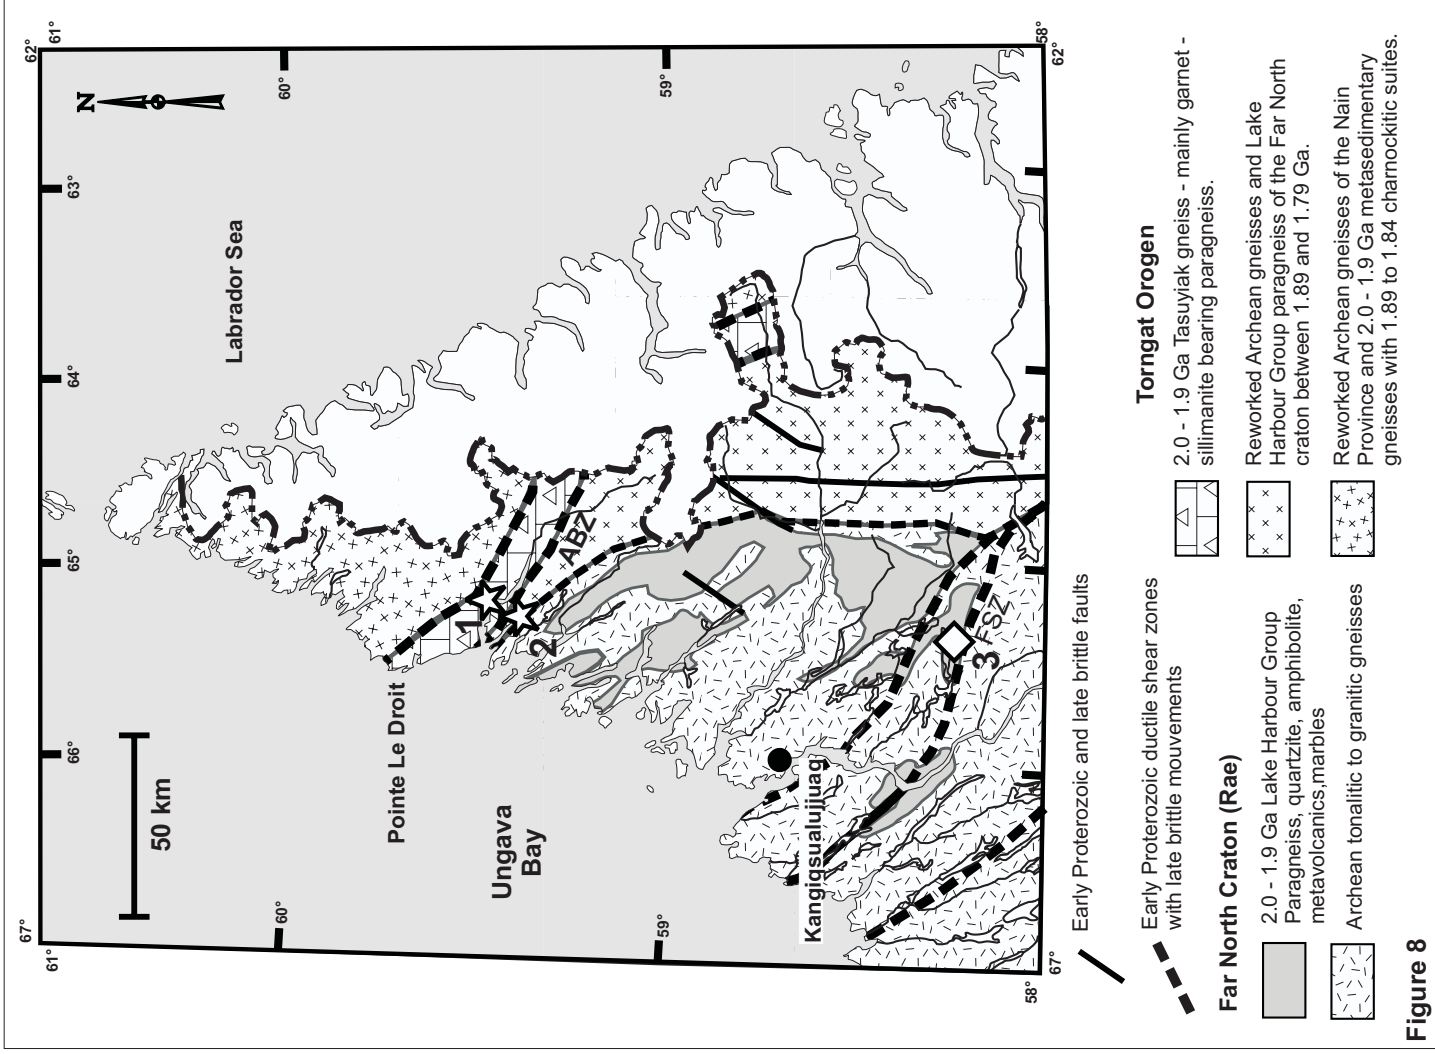 67°
66°
65°
64°
63°
62°
61°
61°
50 km
N
Labrador Sea
60°
60°
Pointe Le Droit
Ungava
Bay
1
2
ABZ
59°
59°
Kangiqsualujjuaq
3
FSZ
58°
58°
67°
62°
Early Proterozoic and late brittle faults
Early Proterozoic ductile shear zones
with late brittle mouvements
Far North Craton (Rae)
2.0 - 1.9 Ga Lake Harbour Group
Paragneiss, quartzite, amphibolite,
metavolcanics,marbles
Archean tonalitic to granitic gneisses
Torngat Orogen
2.0 - 1.9 Ga Tasuyiak gneiss - mainly garnet -
sillimanite bearing paragneiss.
Reworked Archean gneisses and Lake
Harbour Group paragneiss of the Far North
craton between 1.89 and 1.79 Ga.
Reworked Archean gneisses of the Nain
Province and 2.0 - 1.9 Ga metasedimentary
gneisses with 1.89 to 1.84 charnockitic suites.
Figure 8